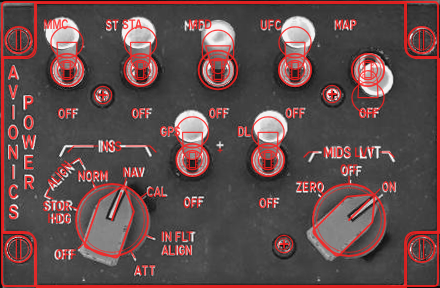 MMC
ST STA
MFD
UFC
MAP
OFF
OFF
OFF
OFF
OFF
AVIONICS
POWER
GPS
DL
OFF
OFF
INS
ALIGN
NORM
NAV
CAL
STOR
HDG
OFF
IN FLT
ALIGN
ATT
MIDS LVT
ZERO
OFF
ON